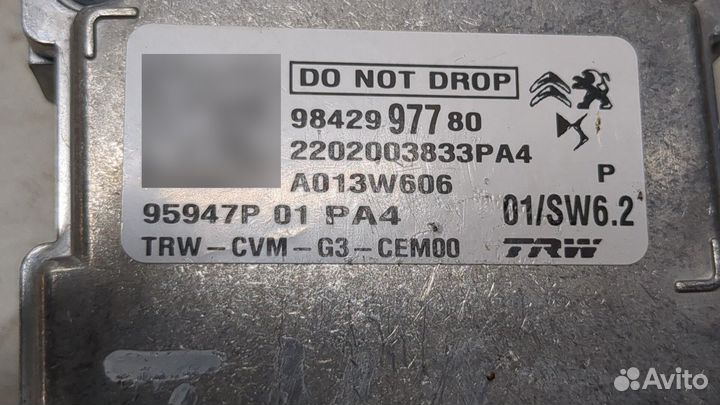 DO NOT DROP
98429 977 80
2202003833PA4
A013W606
P
95947P 01 PA4
01/SW6.2
TRW-CVM-G3-CEM00
TRW
Avito